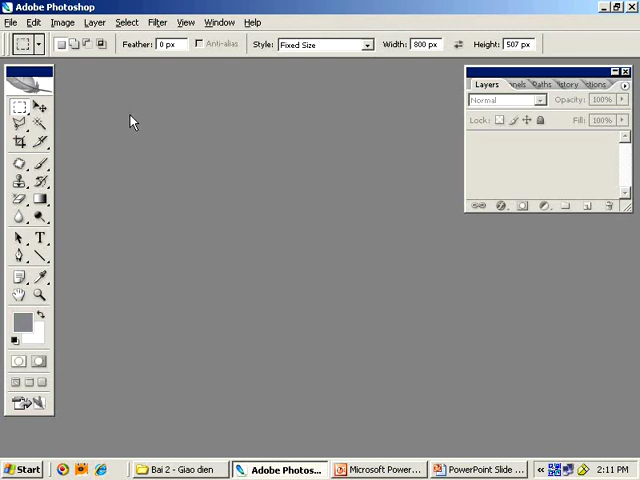 Adobe Photoshop
File Edit Image Layer Select Filter View Window Help
Feather: 0 px Anti-alias Style: Fixed Size Width: 800 px Height: 507 px
Layers nnels Paths listory ctions
Normal Opacity: 100%
Lock: Fill: 100%
T
Start Bai 2 - Giao dien Adobe Photos... Microsoft Power... PowerPoint Slide ... « 2:11 PM